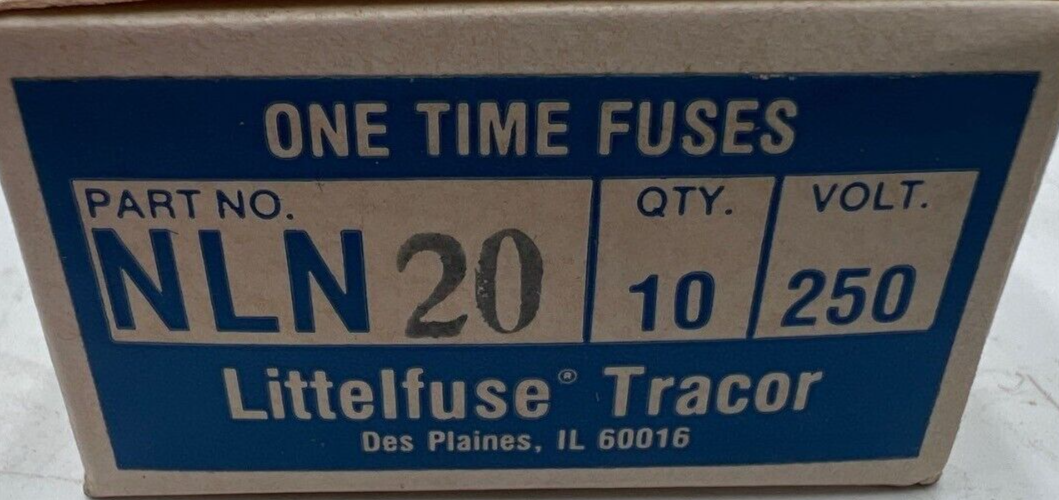 ONE TIME FUSES
PART NO. QTY. VOLT.
NLN 20 10 250
Littelfuse® Tracor
Des Plaines, IL 60016